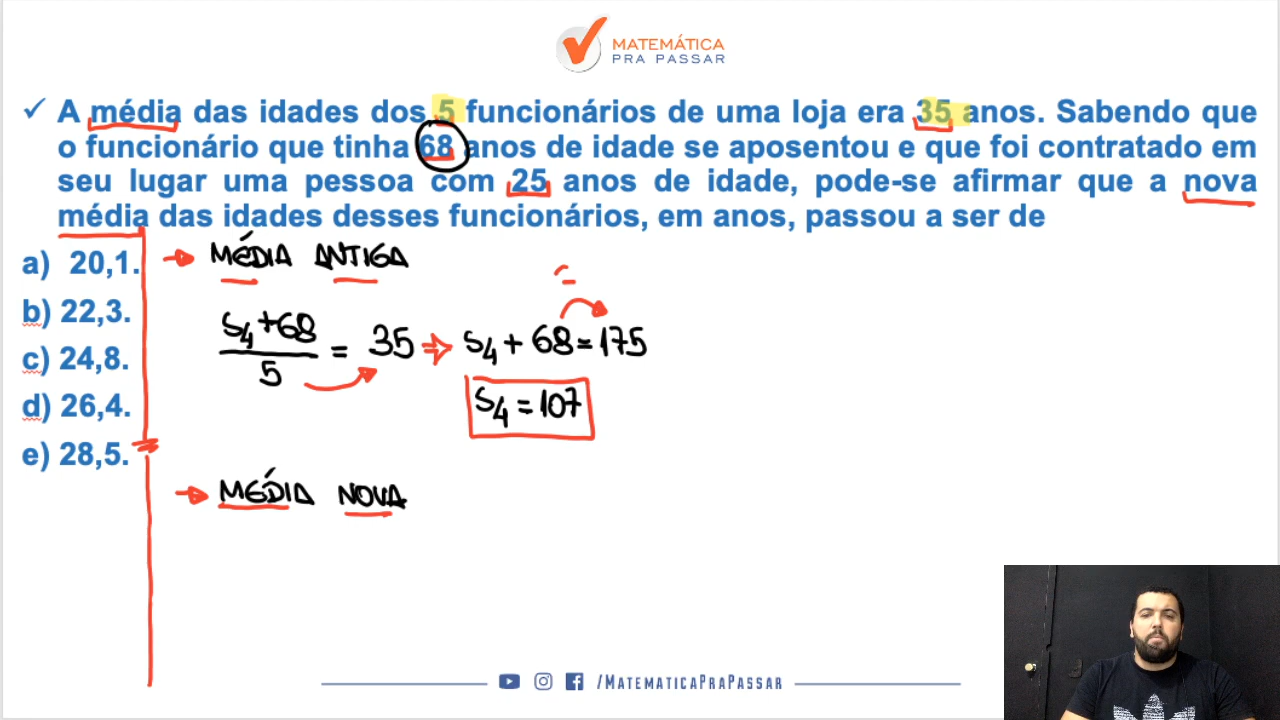 MATEMÁTICA
PRA PASSAR
✓ A média das idades dos 5 funcionários de uma loja era 35 anos. Sabendo que
o funcionário que tinha 68 anos de idade se aposentou e que foi contratado em
seu lugar uma pessoa com 25 anos de idade, pode-se afirmar que a nova
média das idades desses funcionários, em anos, passou a ser de
a) 20,1.
b) 22,3.
c) 24,8.
d) 26,4.
e) 28,5.
→ MÉDIA ANTIGA
S₄+68
5
= 35 ⇒ S₄ + 68 = 175
S₄ = 107
→ MÉDIA NOVA
/MATEMATICAPRAPASSAR